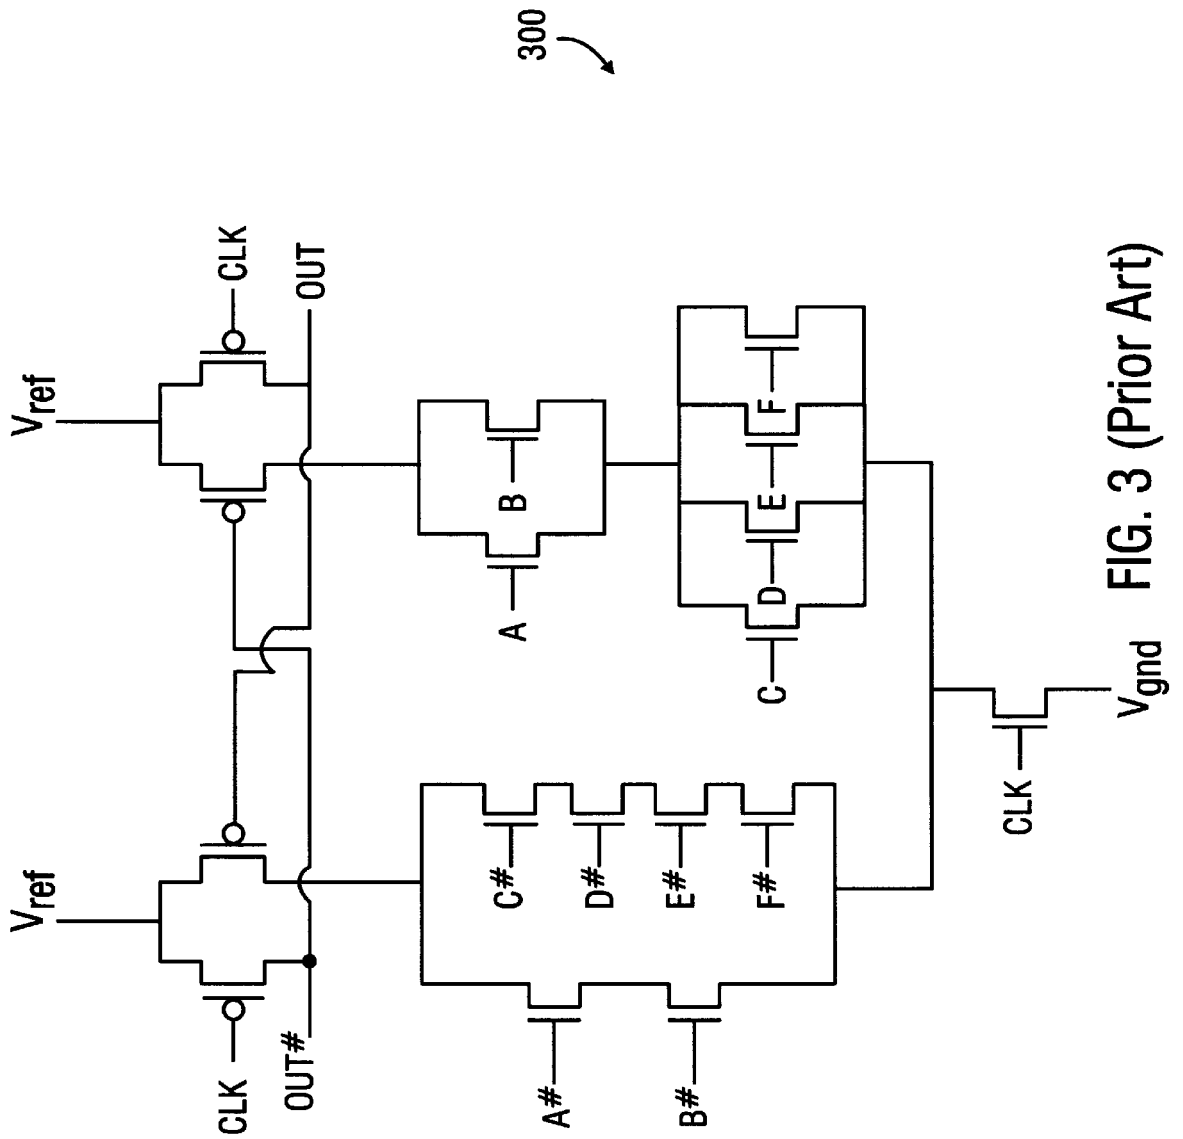 300
Vref
Vref
CLK
CLK
OUT#
OUT
A
B
C
D
E
F
A#
B#
C#
D#
E#
F#
CLK
Vgnd
FIG. 3 (Prior Art)